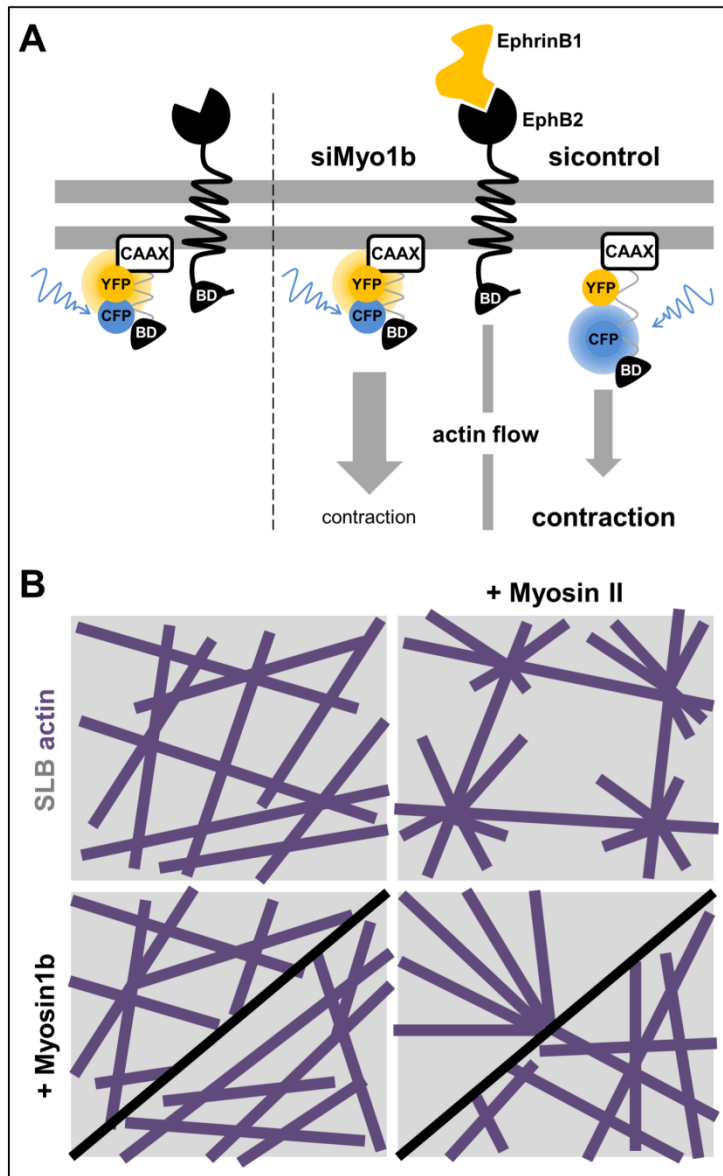 A
EphrinB1
EphB2
siMyo1b
sicontrol
CAAX
YFP
CFP
BD
BD
CAAX
YFP
CFP
BD
BD
CAAX
YFP
CFP
BD
actin flow
contraction
contraction
B
+ Myosin II
SLB actin
+ Myosin1b